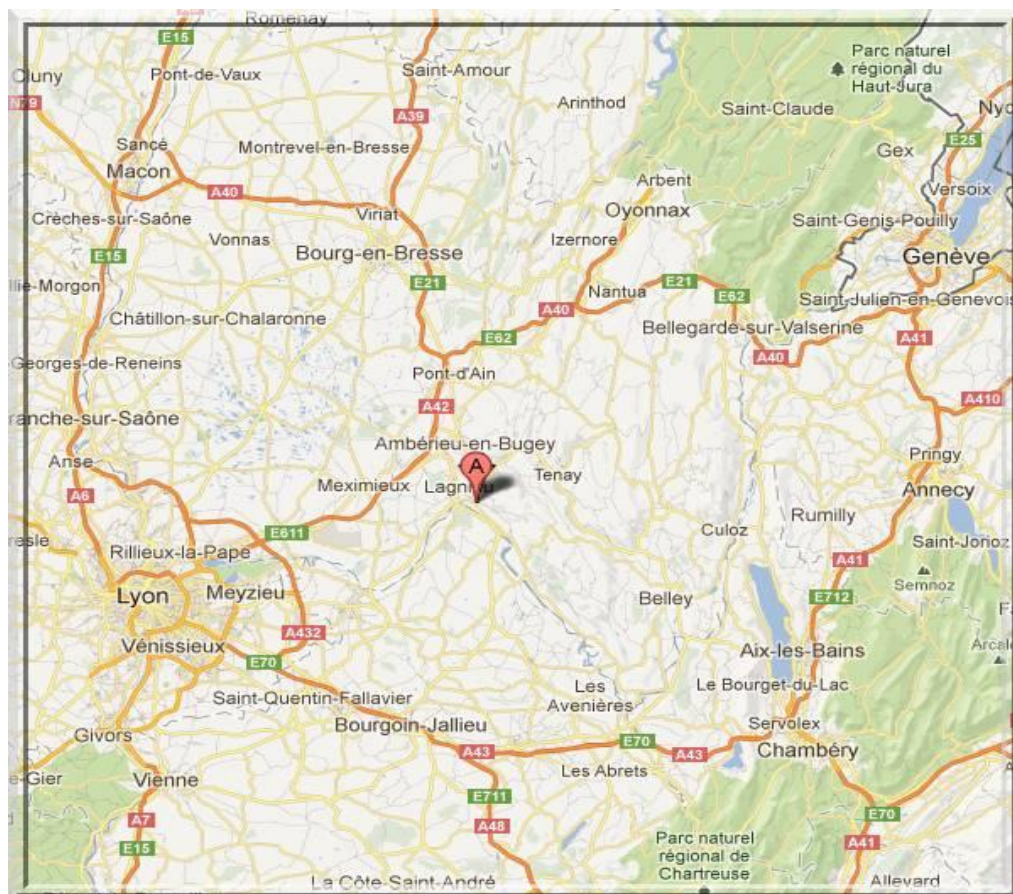 Romenay
E15
Cluny
Pont-de-Vaux
Saint-Amour
Parc naturel
régional du
Haut-Jura
N79
A39
Arinthod
Saint-Claude
Nyo
Sancé
Montrevel-en-Bresse
E25
Macon
Gex
A40
Arbent
Versoix
Crèches-sur-Saône
Viriat
Oyonnax
Saint-Genis-Pouilly
Vonnas
Izernore
E15
Bourg-en-Bresse
Genève
llie-Morgon
E21
Nantua
E21
E62
Saint-Julien-en-Genevois
A40
Châtillon-sur-Chalaronne
Bellegarde-sur-Valserine
E62
A41
Georges-de-Reneins
A40
Pont-d'Ain
A410
A42
ranche-sur-Saône
Ambérieu-en-Bugey
Pringy
Anse
A
Tenay
Meximieux
Annecy
A6
Rumilly
E611
Culoz
resle
Saint-Jorioz
Rillieux-la-Pape
A41
Semnoz
Lyon
Meyzieu
Belley
E712
A432
Vénissieux
Aix-les-Bains
E70
Saint-Quentin-Fallavier
Les
Avenières
Le Bourget-du-Lac
Bourgoin-Jallieu
Servolex
Givors
E70
A43
A43
Chambéry
e-Gier
Vienne
Les Abrets
E711
A7
A48
E70
E15
A41
Parc naturel
régional de
Chartreuse
La Côte-Saint-André
Allevard